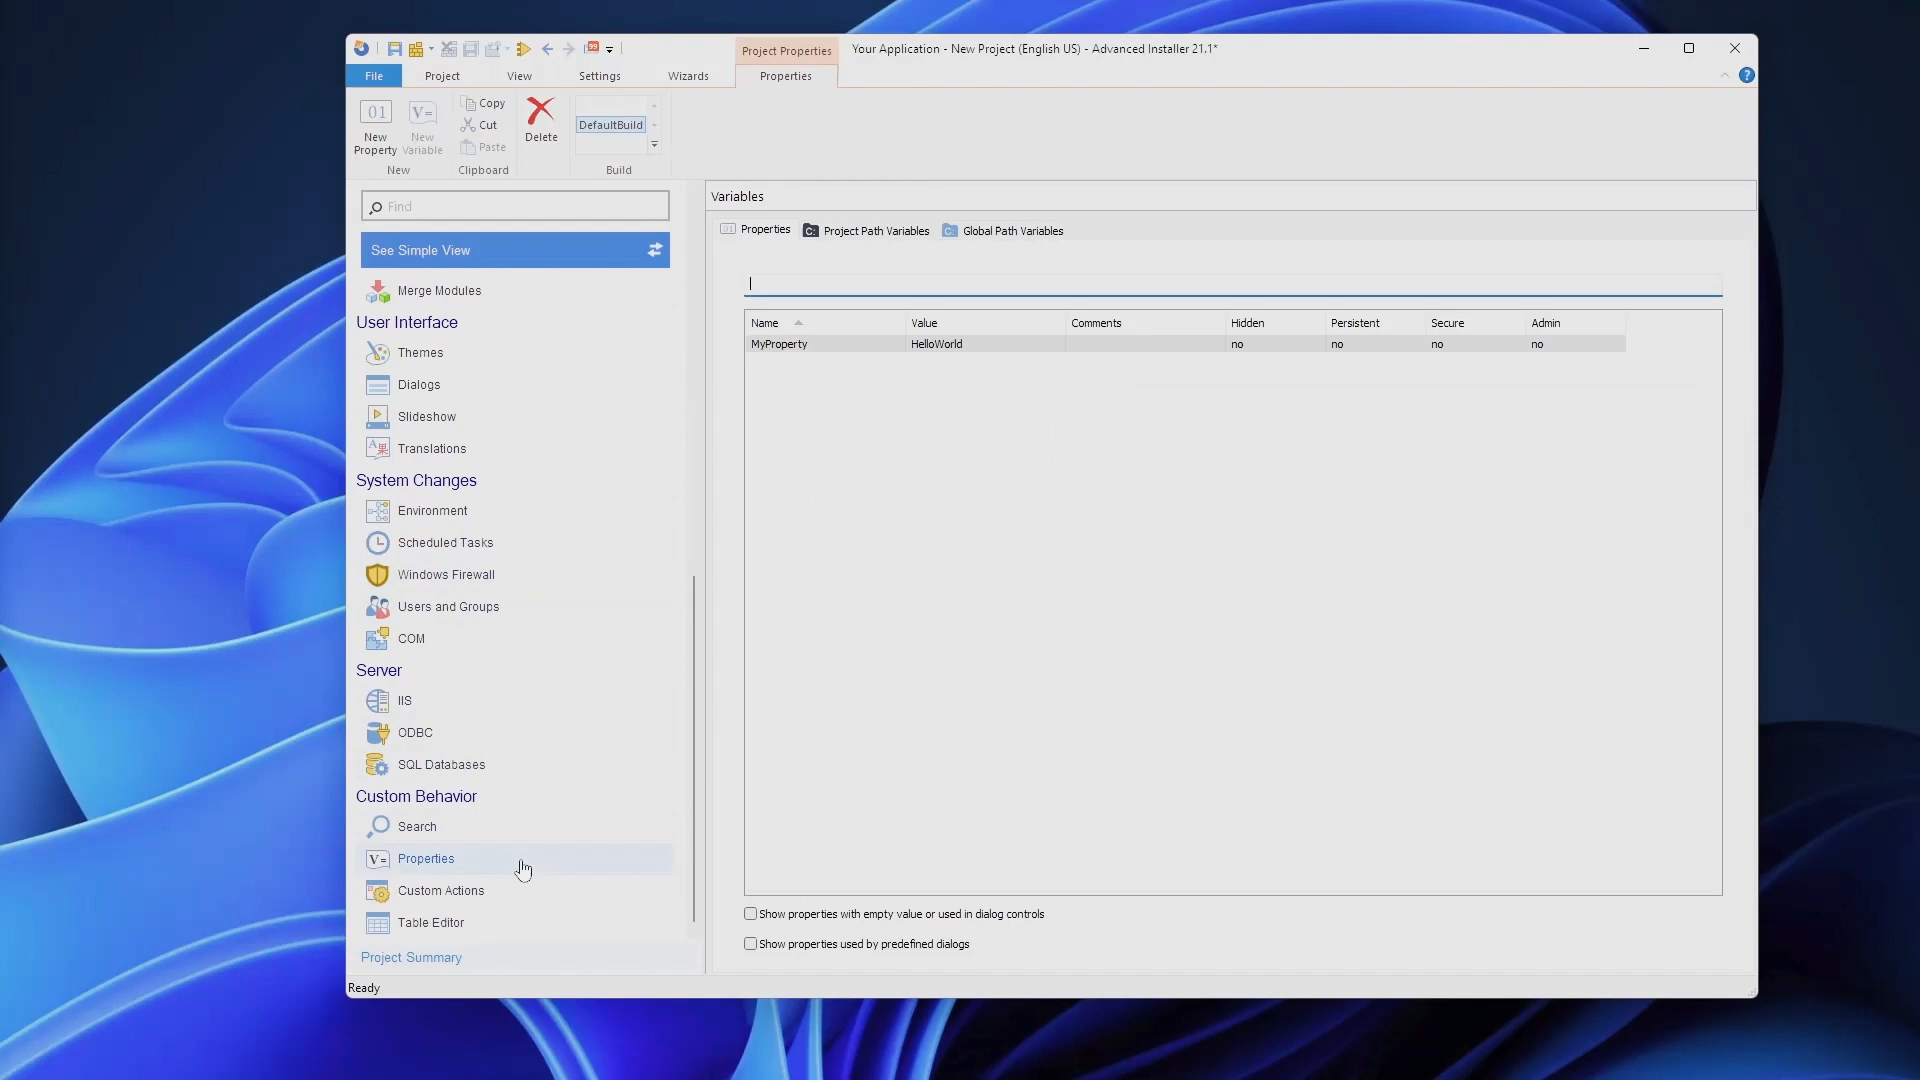 Project Properties
Your Application - New Project (English US) - Advanced Installer 21.1*
File Project View Settings Wizards Properties
01 New Property
V= New Variable
New
Copy
Cut
Paste
Clipboard
Delete
DefaultBuild
Build
Find
See Simple View
Merge Modules
User Interface
Themes
Dialogs
Slideshow
Translations
System Changes
Environment
Scheduled Tasks
Windows Firewall
Users and Groups
COM
Server
IIS
ODBC
SQL Databases
Custom Behavior
Search
V= Properties
Custom Actions
Table Editor
Project Summary
Variables
Properties Project Path Variables Global Path Variables
Name Value Comments Hidden Persistent Secure Admin
MyProperty HelloWorld no no no no
Show properties with empty value or used in dialog controls
Show properties used by predefined dialogs
Ready